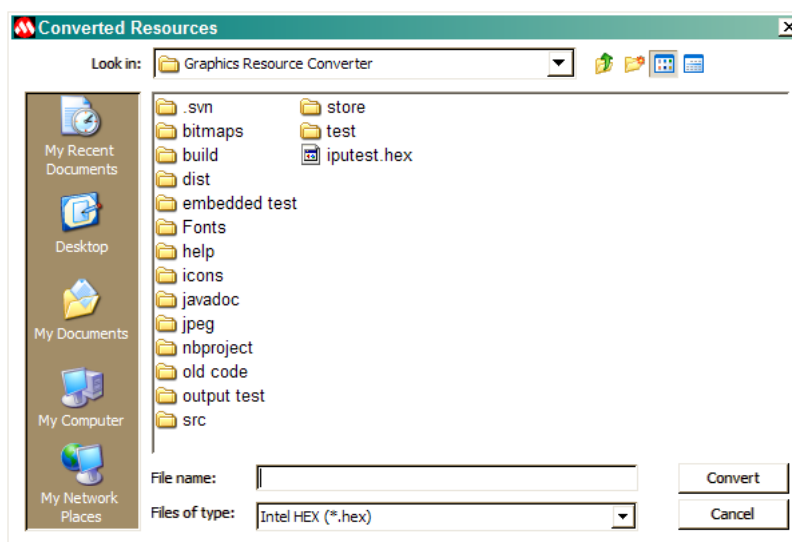 Converted Resources
Look in: Graphics Resource Converter
My Recent
Documents
Desktop
My Documents
My Computer
My Network
Places
.svn
bitmaps
build
dist
embedded test
Fonts
help
icons
javadoc
jpeg
nbproject
old code
output test
src
store
test
iputest.hex
File name:
Convert
Files of type: Intel HEX (*.hex)
Cancel